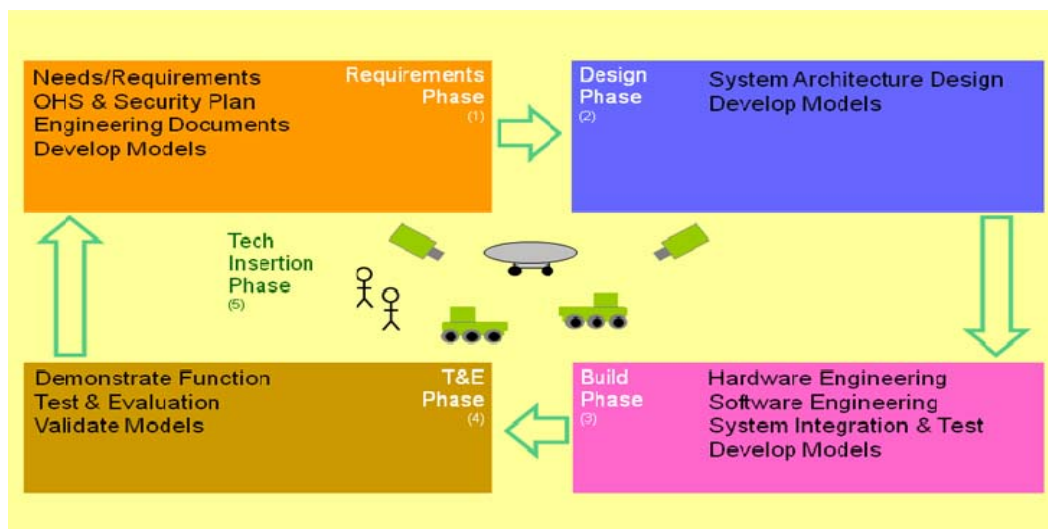 Needs/Requirements
OHS & Security Plan
Engineering Documents
Develop Models
Requirements
Phase
(1)
Design
Phase
(2)
System Architecture Design
Develop Models
Tech
Insertion
Phase
(5)
Demonstrate Function
Test & Evaluation
Validate Models
T&E
Phase
(4)
Build
Phase
(3)
Hardware Engineering
Software Engineering
System Integration & Test
Develop Models